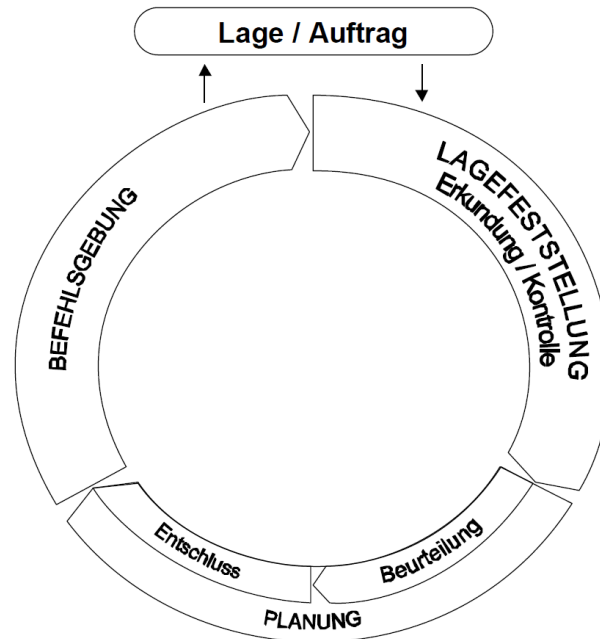 Lage / Auftrag
LAGEFESTSTELLUNG
Erkundung / Kontrolle
BEFEHLSGEBUNG
Entschluss
Beurteilung
PLANUNG